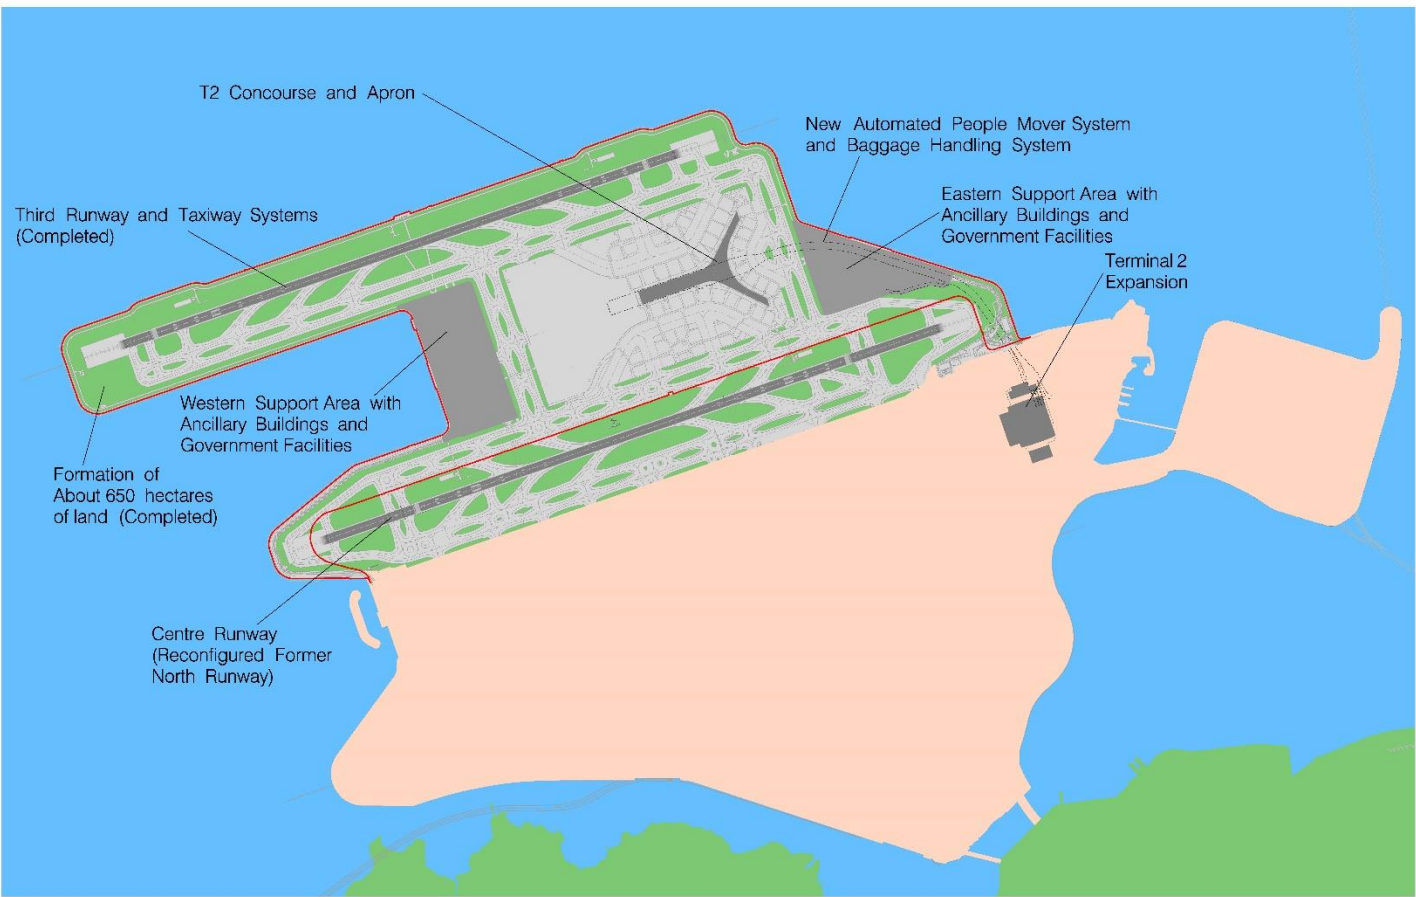 T2 Concourse and Apron
New Automated People Mover System
and Baggage Handling System
Eastern Support Area with
Ancillary Buildings and
Government Facilities
Third Runway and Taxiway Systems
(Completed)
Terminal 2
Expansion
Western Support Area with
Ancillary Buildings and
Government Facilities
Formation of
About 650 hectares
of land (Completed)
Centre Runway
(Reconfigured Former
North Runway)